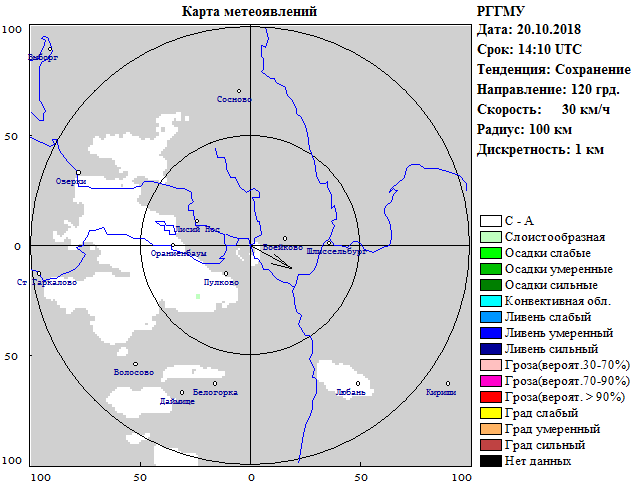 Карта метеоявлений
РГГМУ
Дата: 20.10.2018
Срок: 14:10 UTC
Тенденция: Сохранение
Направление: 120 грд.
Скорость: 30 км/ч
Радиус: 100 км
Дискретность: 1 км
100
50
0
50
100
100
50
0
50
100
Выборг
Сосново
Озерки
Лисий Нос
Ораниенбаум
Воейково
Шлиссельбург
Ст Гаркалово
Пулково
Волосово
Даймище
Белогорка
Любань
Кириши
С - А
Слоистообразная
Осадки слабые
Осадки умеренные
Осадки сильные
Конвективная обл.
Ливень слабый
Ливень умеренный
Ливень сильный
Гроза(вероят.30-70%)
Гроза(вероят.70-90%)
Гроза(вероят. > 90%)
Град слабый
Град умеренный
Град сильный
Нет данных